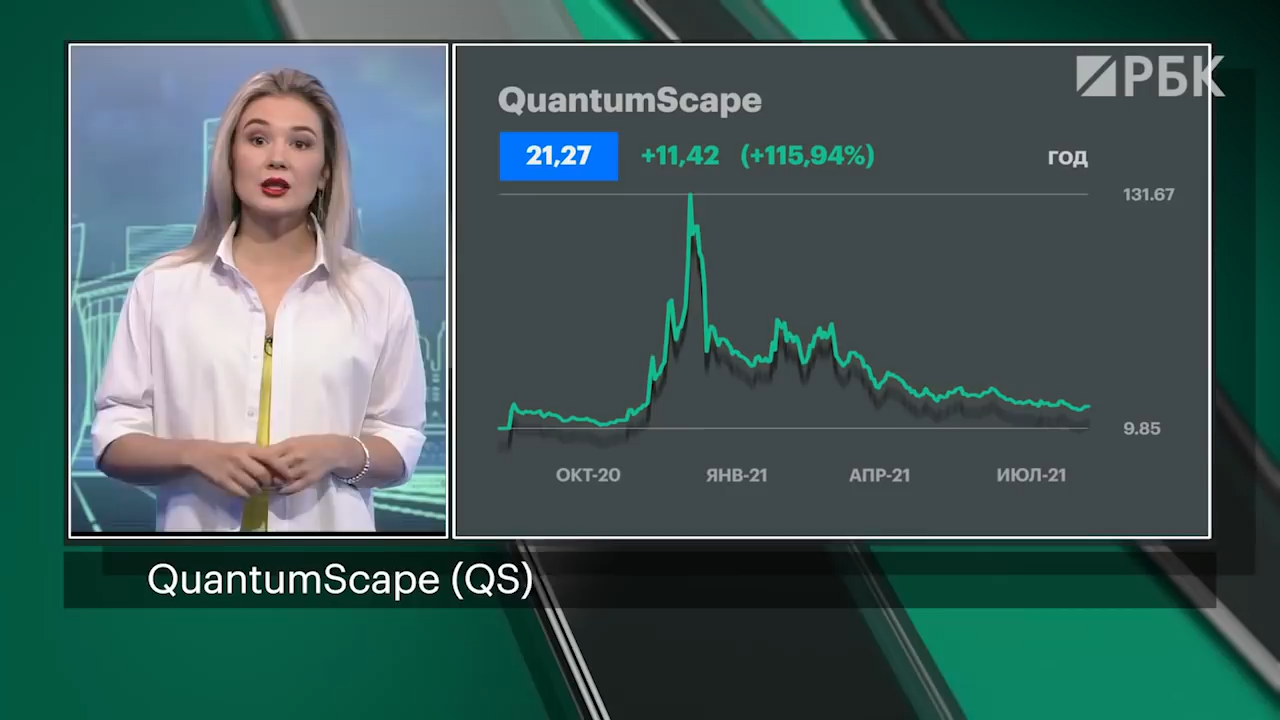 РБК
QuantumScape
21,27 +11,42 (+115,94%) год
131.67
9.85
ОКТ-20 ЯНВ-21 АПР-21 ИЮЛ-21
QuantumScape (QS)